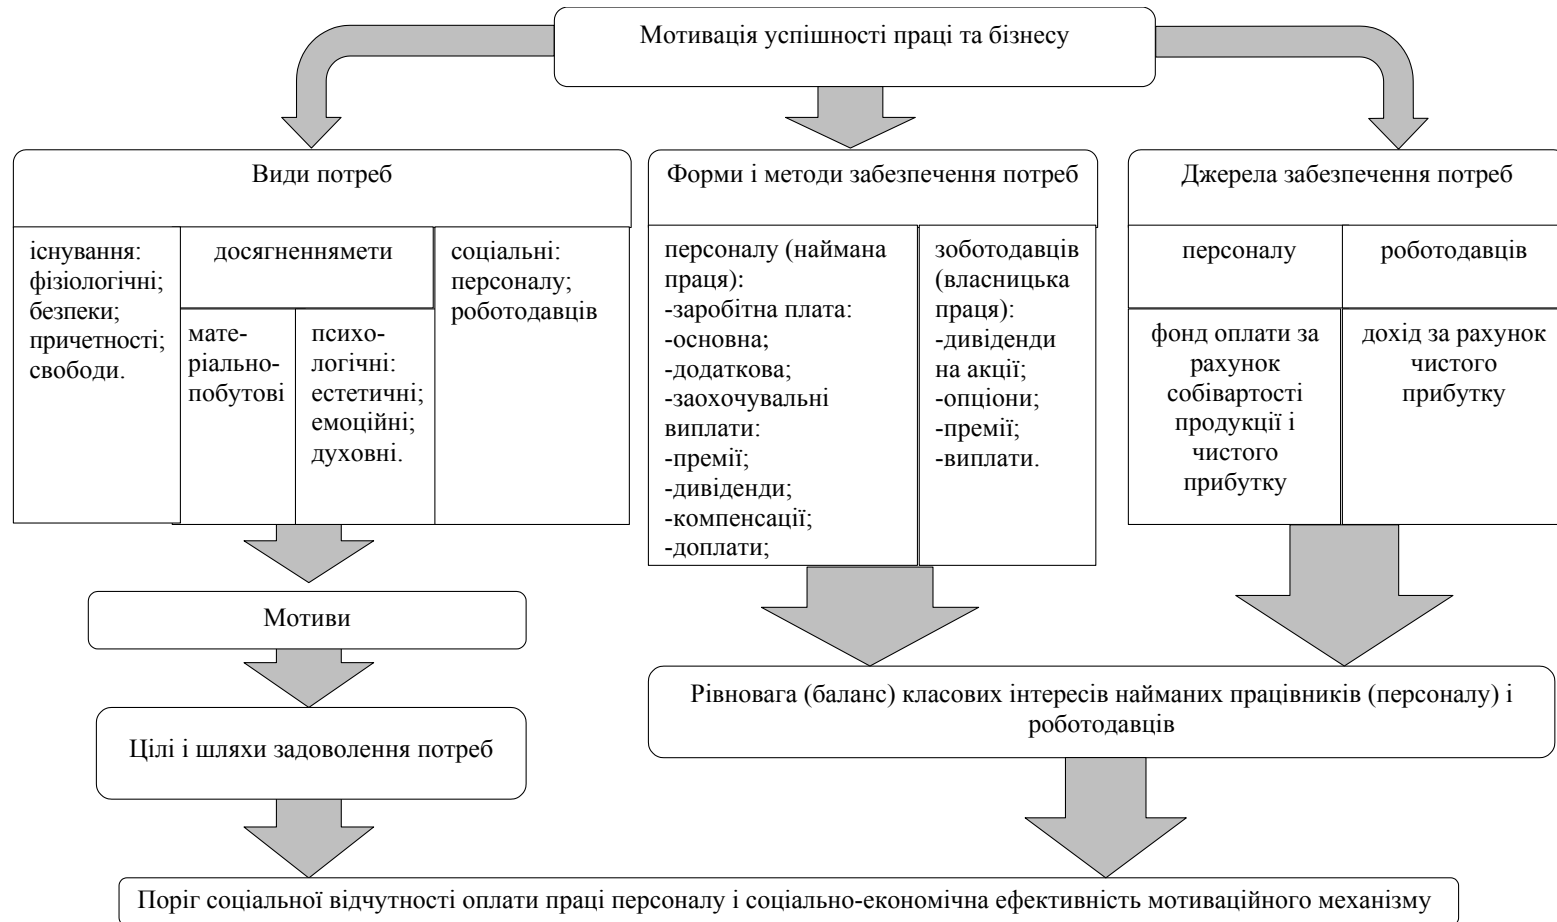 Мотивація успішності праці та бізнесу
Види потреб
існування:
фізіологічні;
безпеки;
причетності;
свободи.
досягненнямети
мате-
ріально-
побутові
психо-
логічні:
естетичні;
емоційні;
духовні.
соціальні:
персоналу;
роботодавців
Форми і методи забезпечення потреб
персоналу (наймана
праця):
-заробітна плата:
-основна;
-додаткова;
-заохочувальні
виплати:
-премії;
-дивіденди;
-компенсації;
-доплати;
зоботодавців
(власницька
праця):
-дивіденди
на акції;
-опціони;
-премії;
-виплати.
Джерела забезпечення потреб
персоналу
роботодавців
фонд оплати за
рахунок
собівартості
продукції і
чистого
прибутку
дохід за рахунок
чистого
прибутку
Мотиви
Цілі і шляхи задоволення потреб
Рівновага (баланс) класових інтересів найманих працівників (персоналу) і
роботодавців
Поріг соціальної відчутності оплати праці персоналу і соціально-економічна ефективність мотиваційного механізму